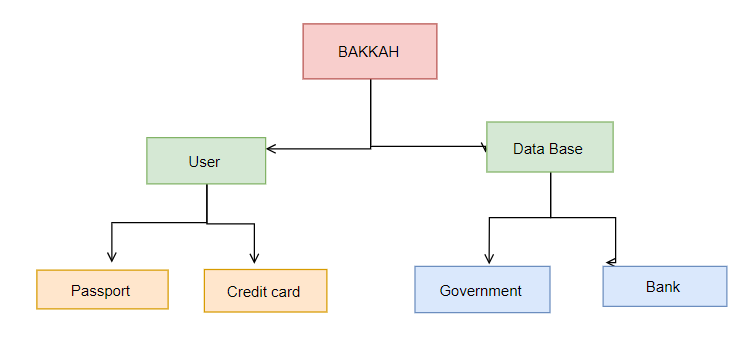 BAKKAH
User
Data Base
Passport
Credit card
Government
Bank